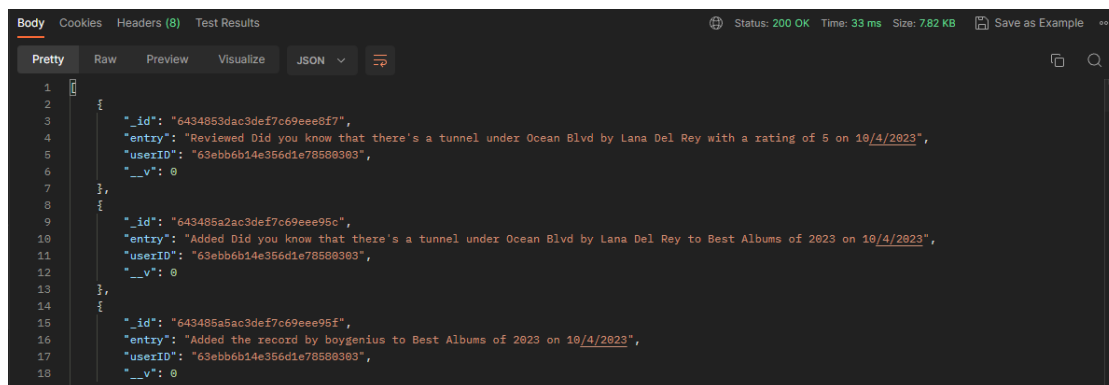 Body Cookies Headers (8) Test Results Status: 200 OK Time: 33 ms Size: 7.82 KB Save as Example
Pretty Raw Preview Visualize JSON
1 [
2 {
3 "_id": "6434853dac3def7c69eee8f7",
4 "entry": "Reviewed Did you know that there's a tunnel under Ocean Blvd by Lana Del Rey with a rating of 5 on 10/4/2023",
5 "userID": "63ebb6b14e356d1e78580303",
6 "__v": 0
7 },
8 {
9 "_id": "643485a2ac3def7c69eee95c",
10 "entry": "Added Did you know that there's a tunnel under Ocean Blvd by Lana Del Rey to Best Albums of 2023 on 10/4/2023",
11 "userID": "63ebb6b14e356d1e78580303",
12 "__v": 0
13 },
14 {
15 "_id": "643485a5ac3def7c69eee95f",
16 "entry": "Added the record by boygenius to Best Albums of 2023 on 10/4/2023",
17 "userID": "63ebb6b14e356d1e78580303",
18 "__v": 0